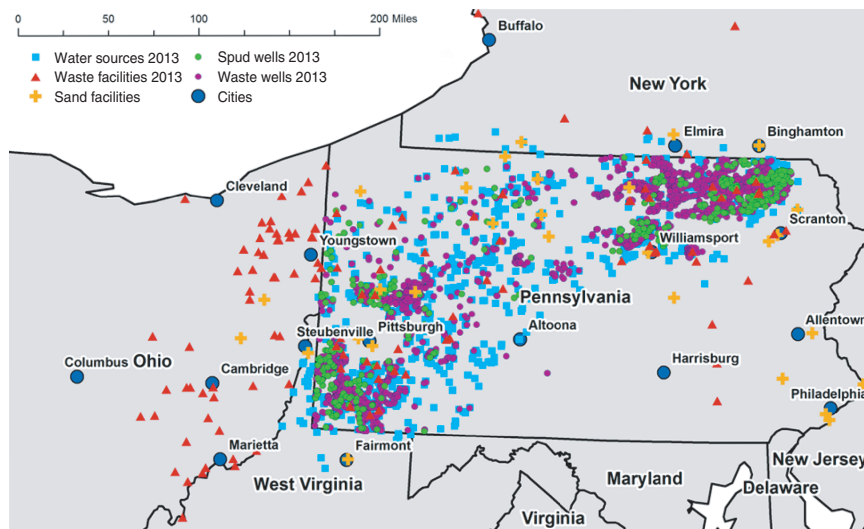 0 50 100 200 Miles
Water sources 2013
Spud wells 2013
Waste facilities 2013
Waste wells 2013
Sand facilities
Cities
Buffalo
New York
Elmira
Binghamton
Cleveland
Scranton
Youngstown
Williamsport
Pennsylvania
Steubenville
Pittsburgh
Altoona
Allentown
Columbus
Ohio
Cambridge
Harrisburg
Philadelphia
Marietta
Fairmont
West Virginia
Maryland
New Jersey
Delaware
Virginia